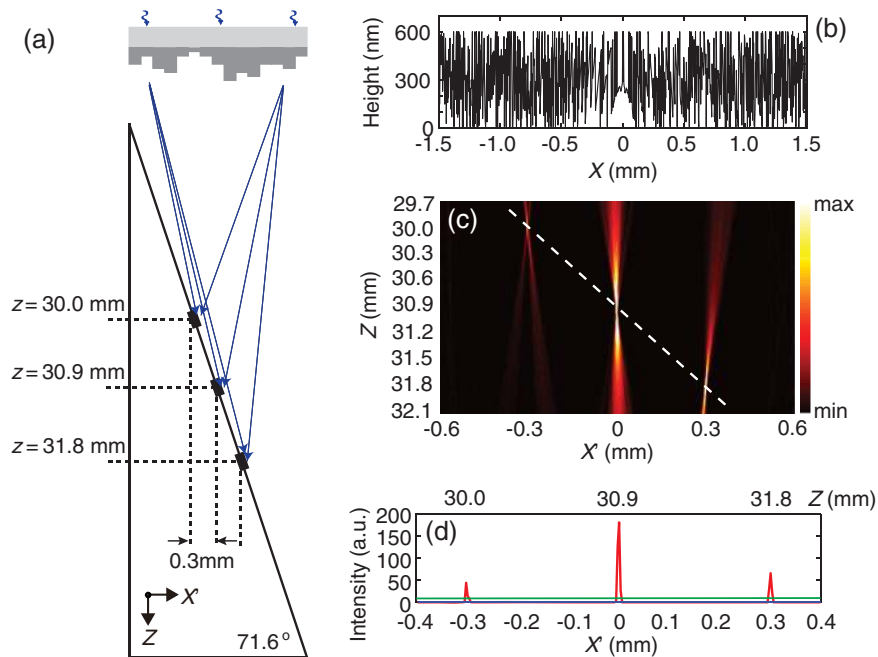 (a)
z = 30.0 mm
z = 30.9 mm
z = 31.8 mm
0.3mm
X'
Z
71.6°
(b)
Height (nm)
600
300
0
-1.5 -1.0 -0.5 0 0.5 1.0 1.5
X (mm)
(c)
Z (mm)
29.7
30.0
30.3
30.6
30.9
31.2
31.5
31.8
32.1
-0.6 -0.3 0 0.3 0.6
X' (mm)
max
min
30.0 30.9 31.8 Z (mm)
(d)
Intensity (a.u.)
200
150
100
50
0
-0.4 -0.3 -0.2 -0.1 0 0.1 0.2 0.3 0.4
X' (mm)